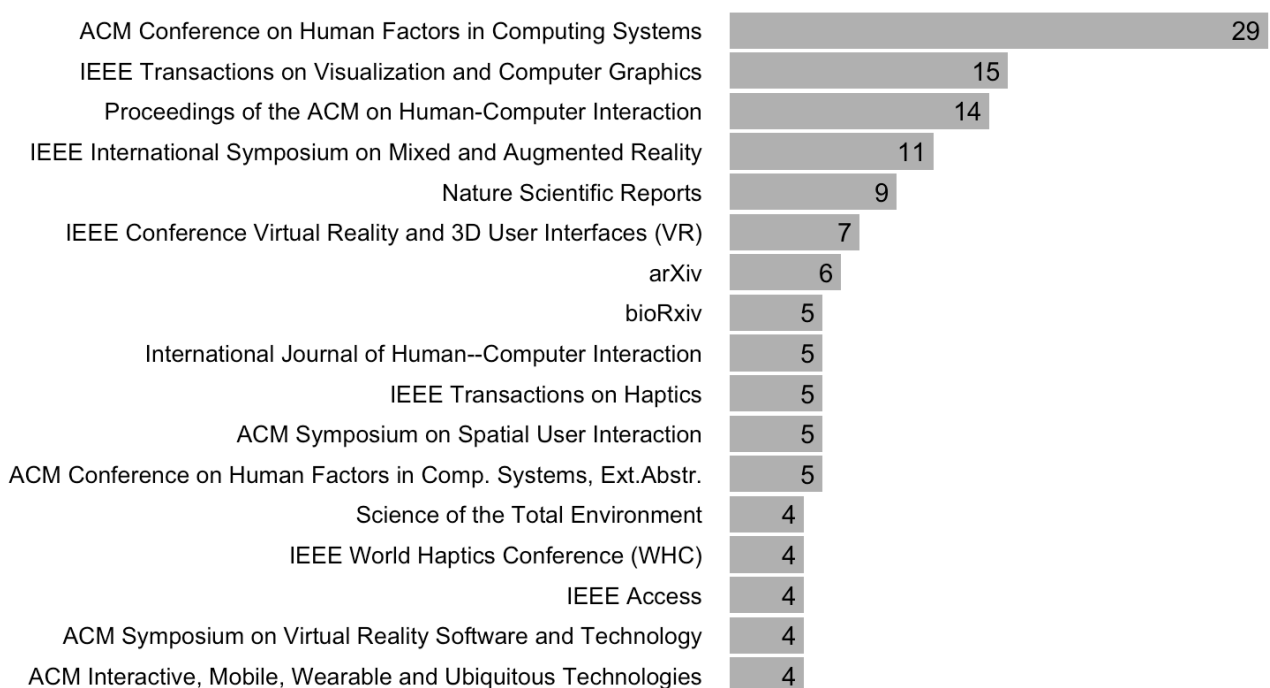 ACM Conference on Human Factors in Computing Systems 29
IEEE Transactions on Visualization and Computer Graphics 15
Proceedings of the ACM on Human-Computer Interaction 14
IEEE International Symposium on Mixed and Augmented Reality 11
Nature Scientific Reports 9
IEEE Conference Virtual Reality and 3D User Interfaces (VR) 7
arXiv 6
bioRxiv 5
International Journal of Human--Computer Interaction 5
IEEE Transactions on Haptics 5
ACM Symposium on Spatial User Interaction 5
ACM Conference on Human Factors in Comp. Systems, Ext.Abstr. 5
Science of the Total Environment 4
IEEE World Haptics Conference (WHC) 4
IEEE Access 4
ACM Symposium on Virtual Reality Software and Technology 4
ACM Interactive, Mobile, Wearable and Ubiquitous Technologies 4